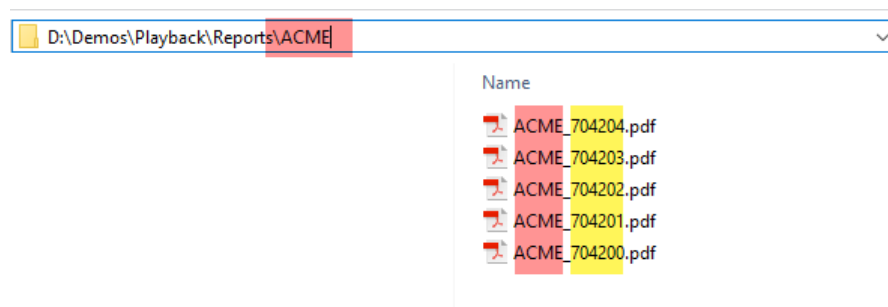 D:\Demos\Playback\Reports\ACME
Name
ACME_704204.pdf
ACME_704203.pdf
ACME_704202.pdf
ACME_704201.pdf
ACME_704200.pdf